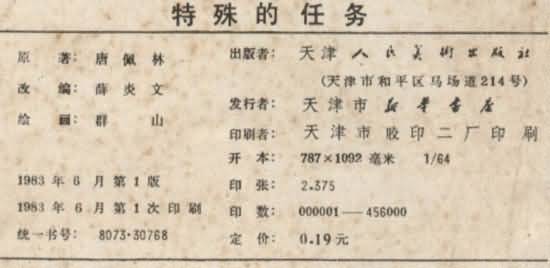 特殊的任务
原著：唐佩林
改编：薛炎文
绘画：群山
1983年6月第1版
1983年6月第1次印刷
统一书号：8073·30768
出版者：天津人民美術出版社
(天津市和平区马场道214号)
发行者：天津市新華書店
印刷者：天津市胶印二厂印刷
开本：787×1092毫米 1/64
印张：2.375
印数：000001—456000
定价：0.19元